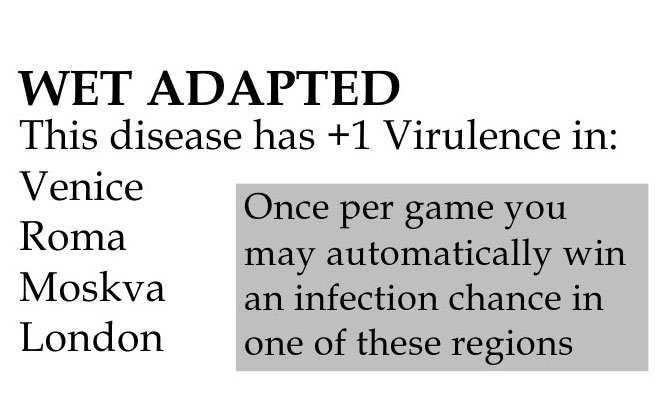 WET ADAPTED
This disease has +1 Virulence in:
Venice
Roma
Moskva
London
Once per game you
may automatically win
an infection chance in
one of these regions